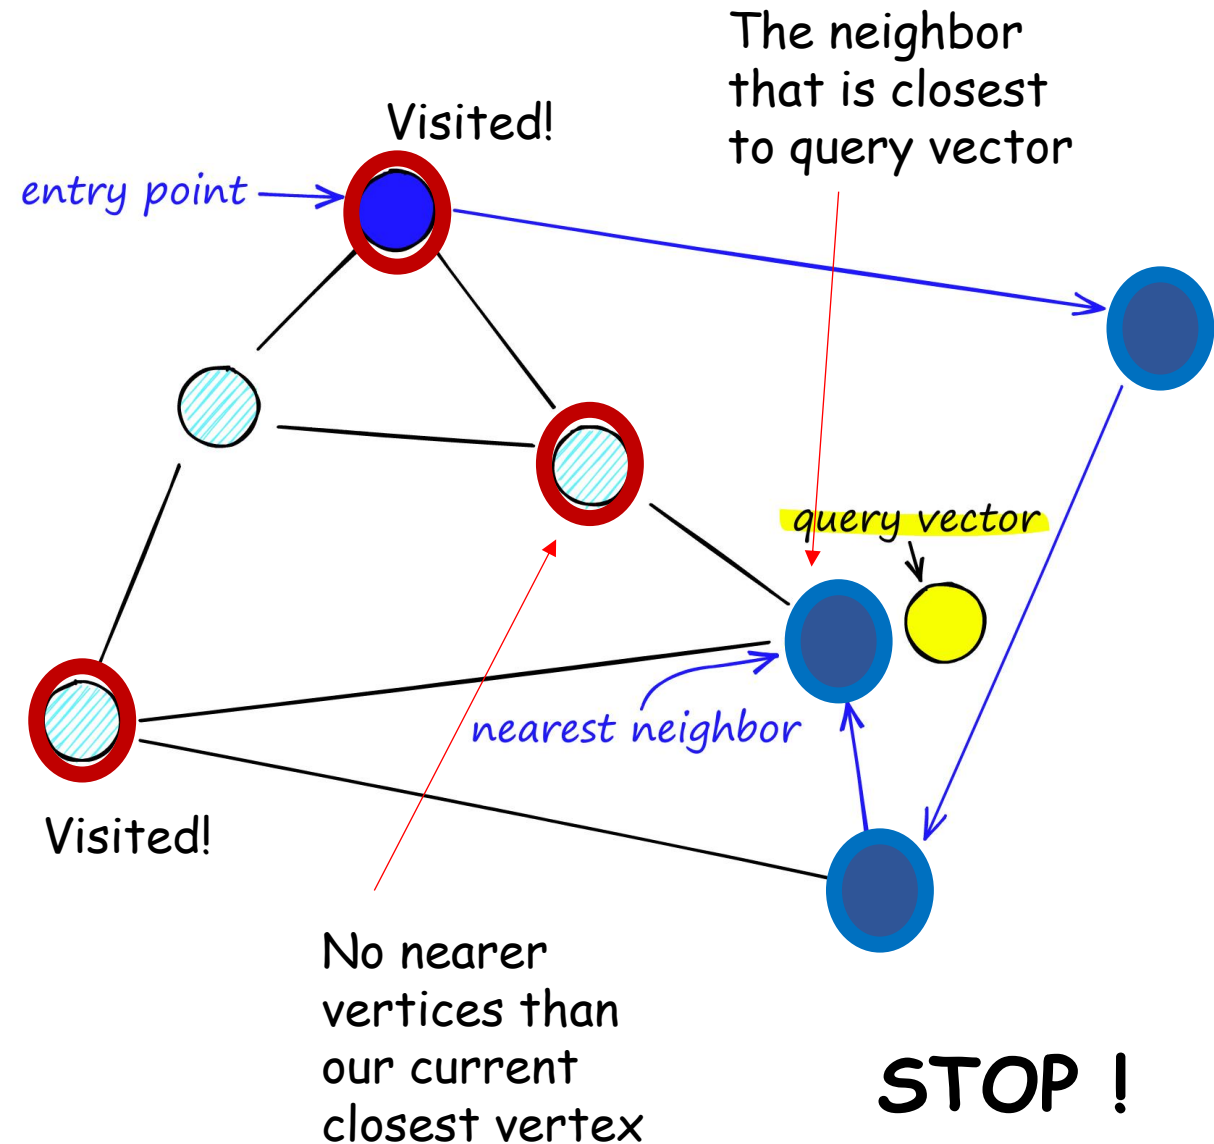 The neighbor
that is closest
to query vector
Visited!
entry point
query vector
nearest neighbor
Visited!
No nearer
vertices than
our current
closest vertex
STOP !